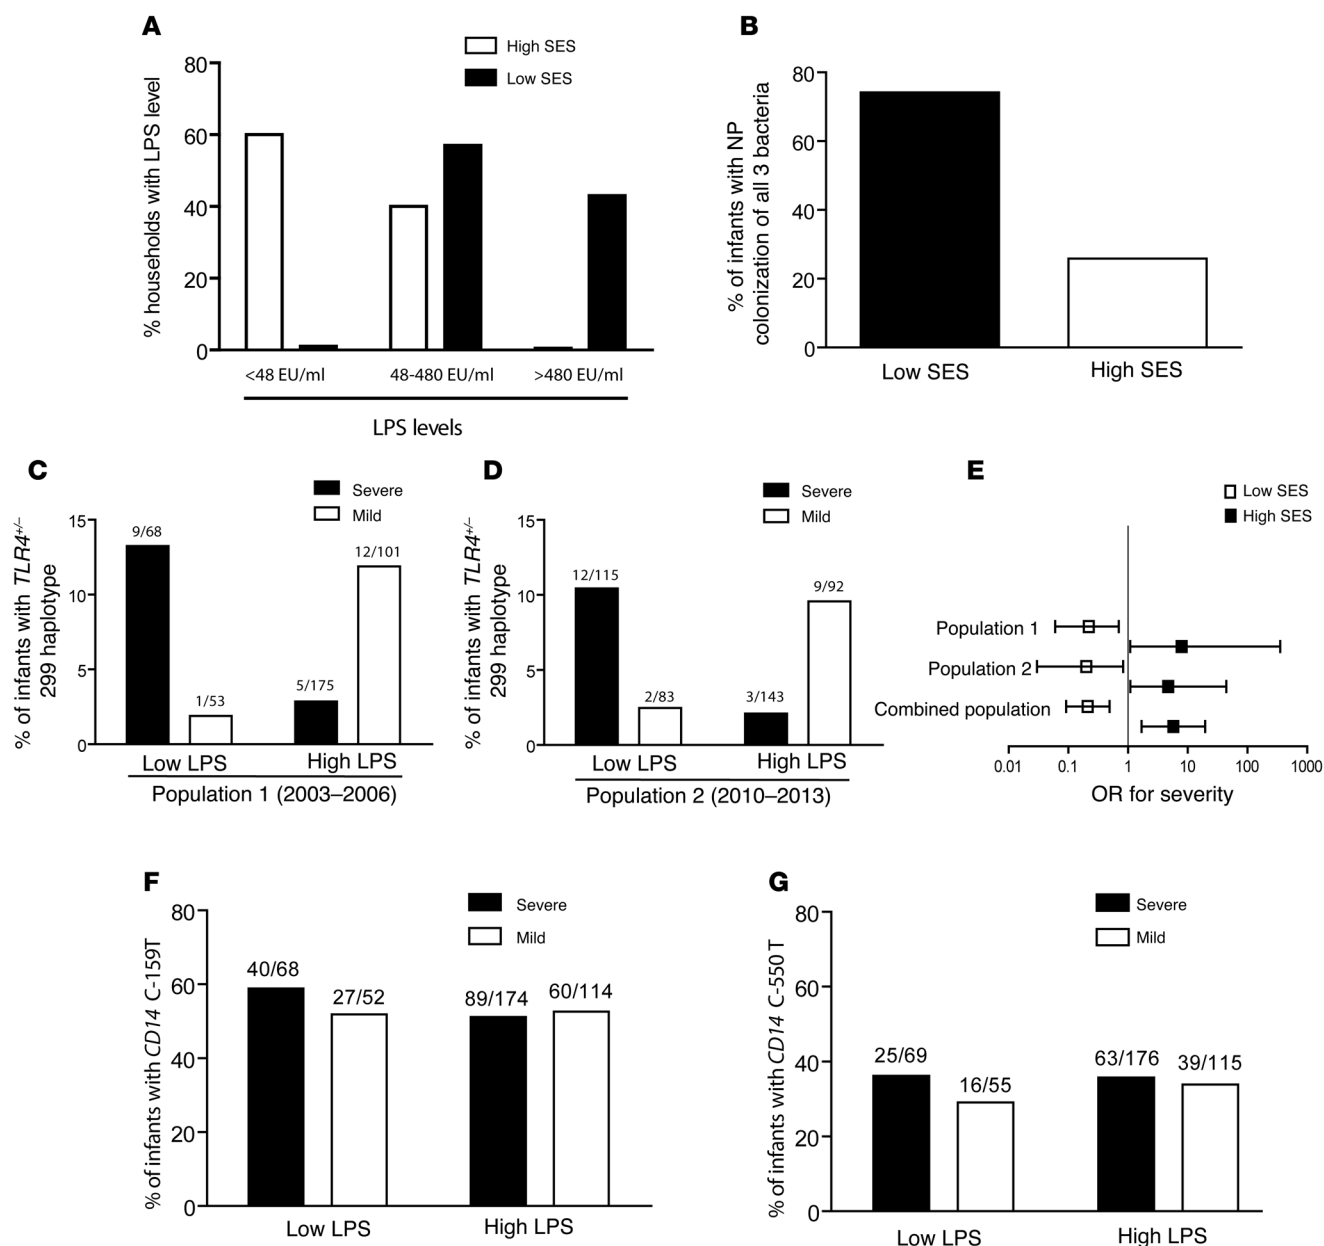 A
High SES
Low SES
% households with LPS level
80
60
40
20
0
<48 EU/ml
48-480 EU/ml
>480 EU/ml
LPS levels
B
% of infants with NP
colonization of all 3 bacteria
80
60
40
20
0
Low SES
High SES
C
Severe
Mild
% of infants with TLR4+/–
299 haplotype
15
10
5
0
9/68
1/53
5/175
12/101
Low LPS
High LPS
Population 1 (2003–2006)
D
Severe
Mild
% of infants with TLR4+/–
299 haplotype
15
10
5
0
12/115
2/83
3/143
9/92
Low LPS
High LPS
Population 2 (2010–2013)
E
Low SES
High SES
Population 1
Population 2
Combined population
0.01
0.1
1
10
100
1000
OR for severity
F
Severe
Mild
% of infants with CD14 C-159T
80
60
40
20
0
40/68
27/52
89/174
60/114
Low LPS
High LPS
G
Severe
Mild
% of infants with CD14 C-550 T
80
60
40
20
0
25/69
16/55
63/176
39/115
Low LPS
High LPS